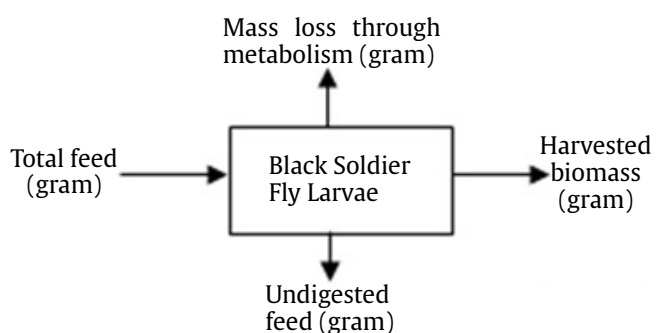 Mass loss through
metabolism (gram)
Total feed
(gram)
Black Soldier
Fly Larvae
Harvested
biomass
(gram)
Undigested
feed (gram)